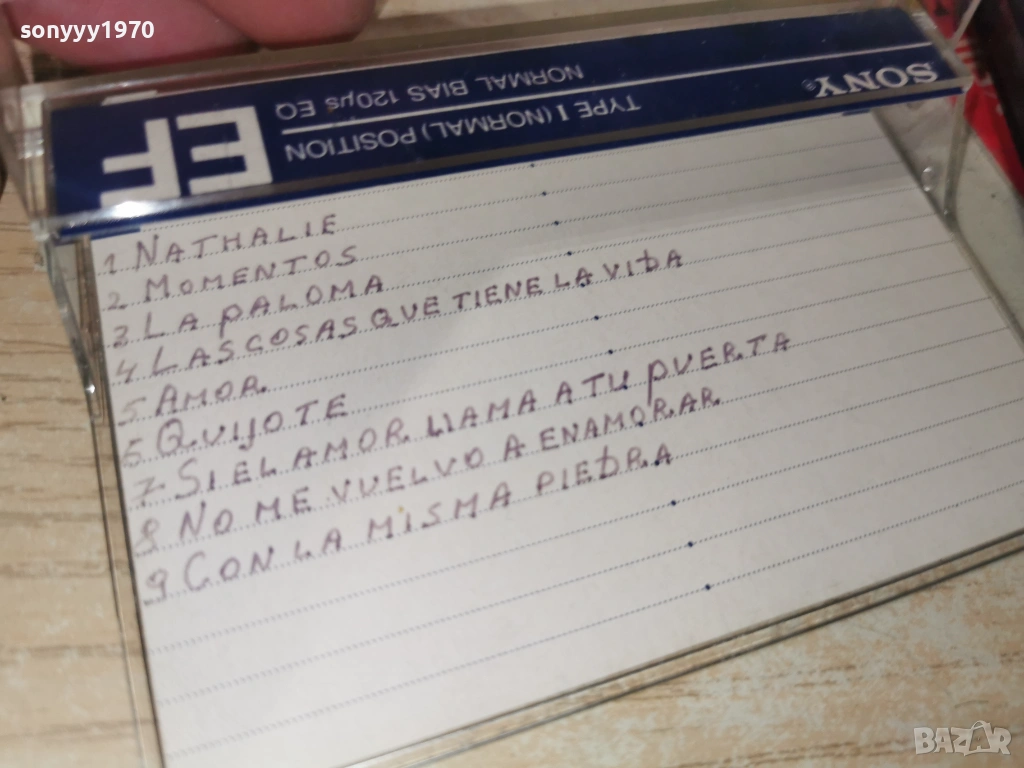 sonyyy1970
SONY®
TYPE I (NORMAL) POSITION
NORMAL BIAS 120μs EQ
EF
1 NATHALIE
2 MOMENTOS
3 LA PALOMA
4 LAS COSAS QUE TIENE LA VIDA
5 AMOR
6 QUIJOTE
7 SI EL AMOR LLAMA A TU PUERTA
8 NO ME VUELVO A ENAMORAR
9 CON LA MISMA PIEDRA
BAZAR